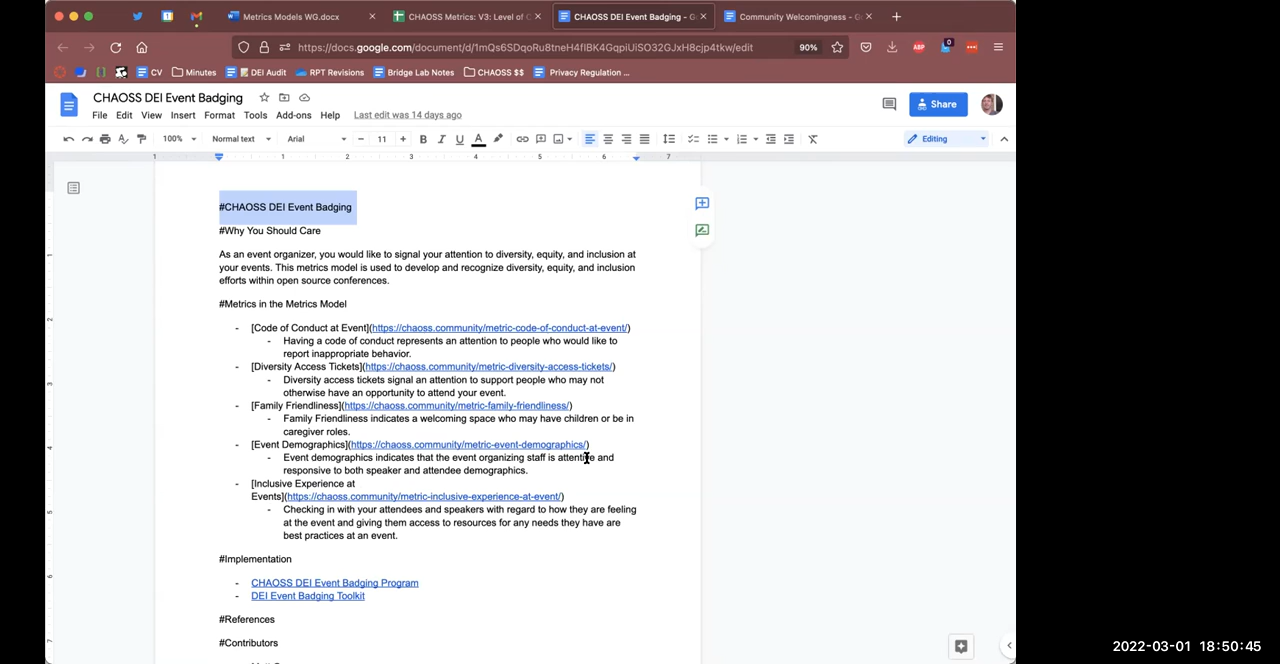 Metrics Models WG.docx
CHAOSS Metrics: V3: Level of
CHAOSS DEI Event Badging - G
Community Welcomingness - G
https://docs.google.com/document/d/1mQs6SDqoRu8tneH4flBK4GqpiUiSO32GJxH8cjp4tkw/edit
90%
ABP
0
CV
Minutes
DEI Audit
RPT Revisions
Bridge Lab Notes
CHAOSS $$
Privacy Regulation ...
CHAOSS DEI Event Badging
Share
File Edit View Insert Format Tools Add-ons Help Last edit was 14 days ago
100% Normal text Arial 11 B I U A Editing
1 1 2 3 4 5 6 7
#CHAOSS DEI Event Badging
#Why You Should Care
As an event organizer, you would like to signal your attention to diversity, equity, and inclusion at
your events. This metrics model is used to develop and recognize diversity, equity, and inclusion
efforts within open source conferences.
#Metrics in the Metrics Model
- [Code of Conduct at Event](https://chaoss.community/metric-code-of-conduct-at-event/)
- Having a code of conduct represents an attention to people who would like to
report inappropriate behavior.
- [Diversity Access Tickets](https://chaoss.community/metric-diversity-access-tickets/)
- Diversity access tickets signal an attention to support people who may not
otherwise have an opportunity to attend your event.
- [Family Friendliness](https://chaoss.community/metric-family-friendliness/)
- Family Friendliness indicates a welcoming space who may have children or be in
caregiver roles.
- [Event Demographics](https://chaoss.community/metric-event-demographics/)
- Event demographics indicates that the event organizing staff is attentive and
responsive to both speaker and attendee demographics.
- [Inclusive Experience at
Events](https://chaoss.community/metric-inclusive-experience-at-event/)
- Checking in with your attendees and speakers with regard to how they are feeling
at the event and giving them access to resources for any needs they have are
best practices at an event.
#Implementation
- CHAOSS DEI Event Badging Program
- DEI Event Badging Toolkit
#References
#Contributors
2022-03-01 18:50:45